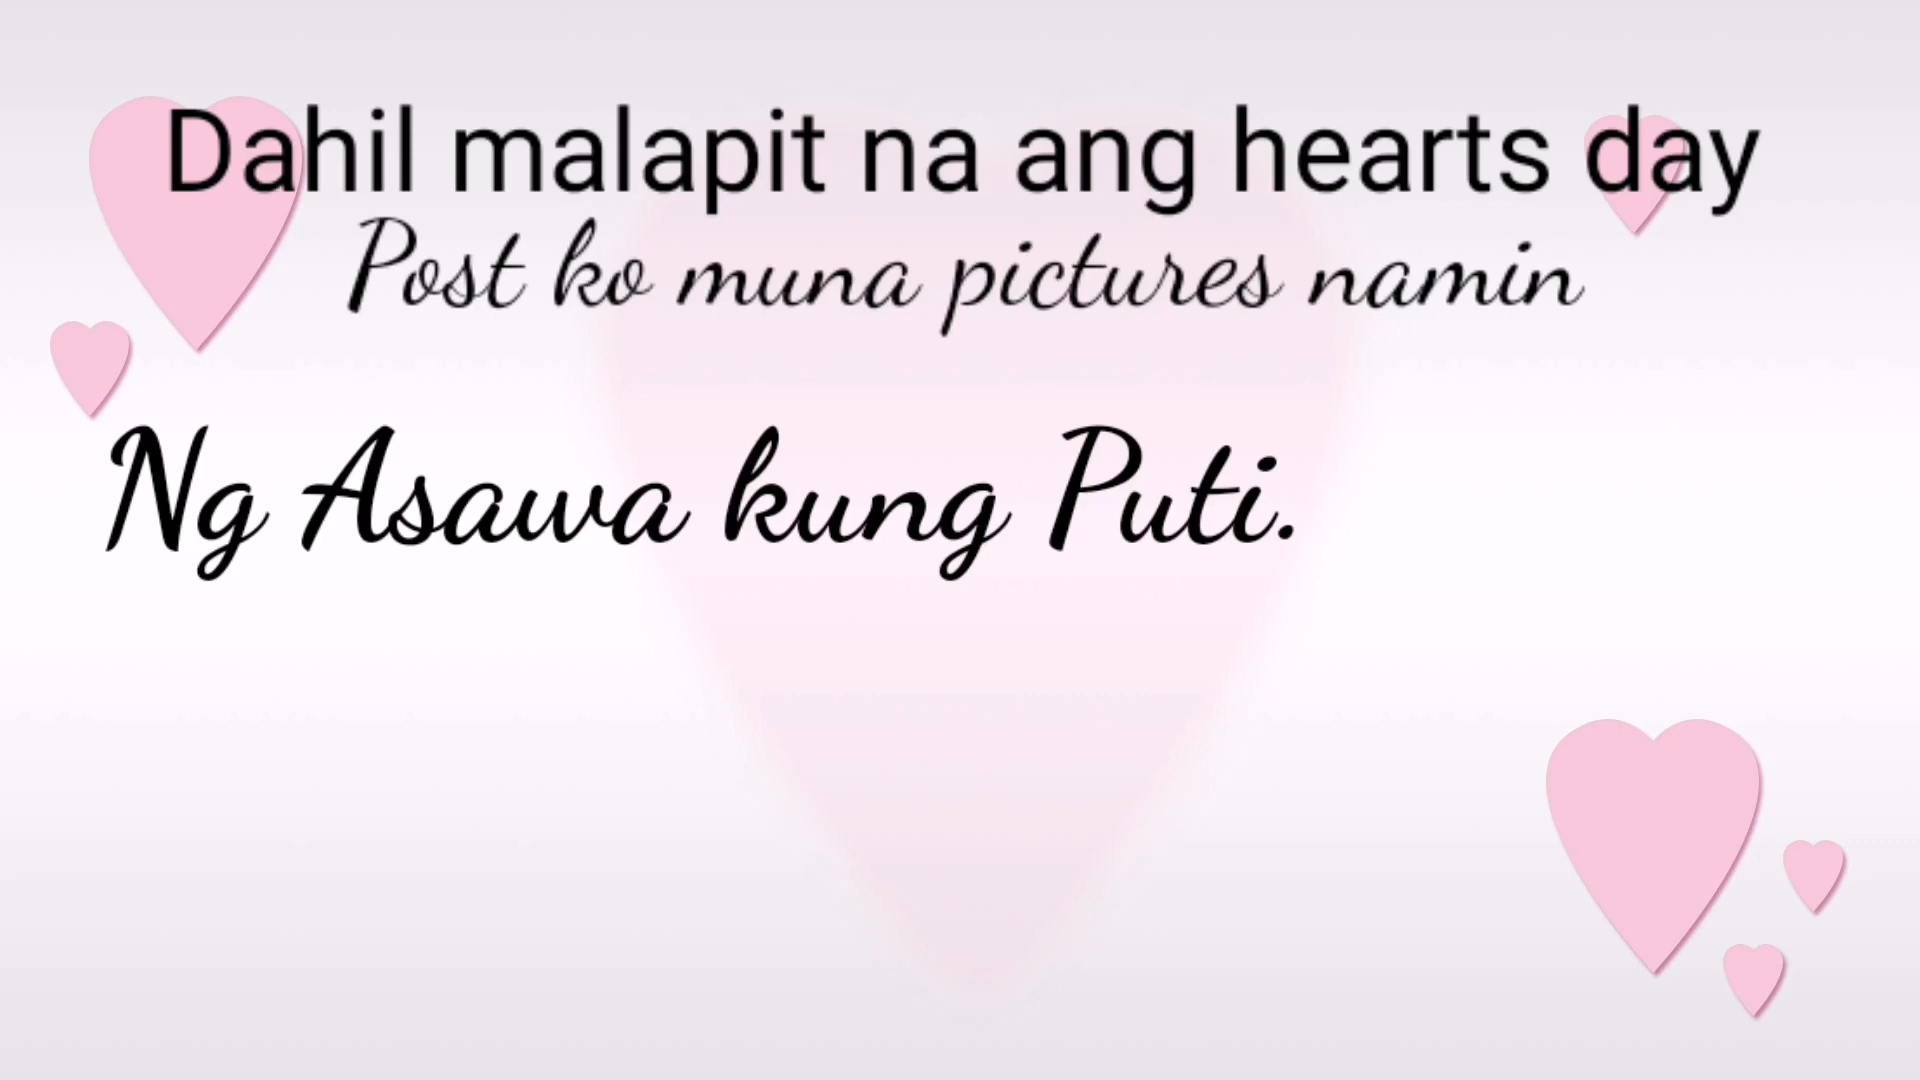 Dahil malapit na ang hearts day
Post ko muna pictures namin
Ng Asawa kung Puti.